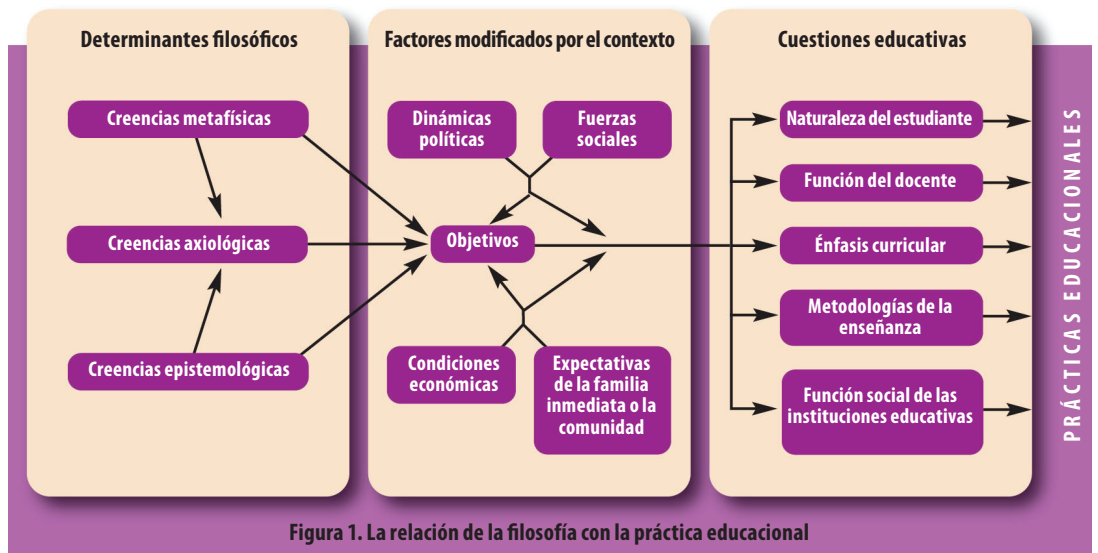 Determinantes filosóficos
Creencias metafísicas
Creencias axiológicas
Creencias epistemológicas
Factores modificados por el contexto
Dinámicas
políticas
Fuerzas
sociales
Objetivos
Condiciones
económicas
Expectativas
de la familia
inmediata o la
comunidad
Cuestiones educativas
Naturaleza del estudiante
Función del docente
Énfasis curricular
Metodologías de la
enseñanza
Función social de las
instituciones educativas
PRÁCTICAS EDUCACIONALES
Figura 1. La relación de la filosofía con la práctica educacional